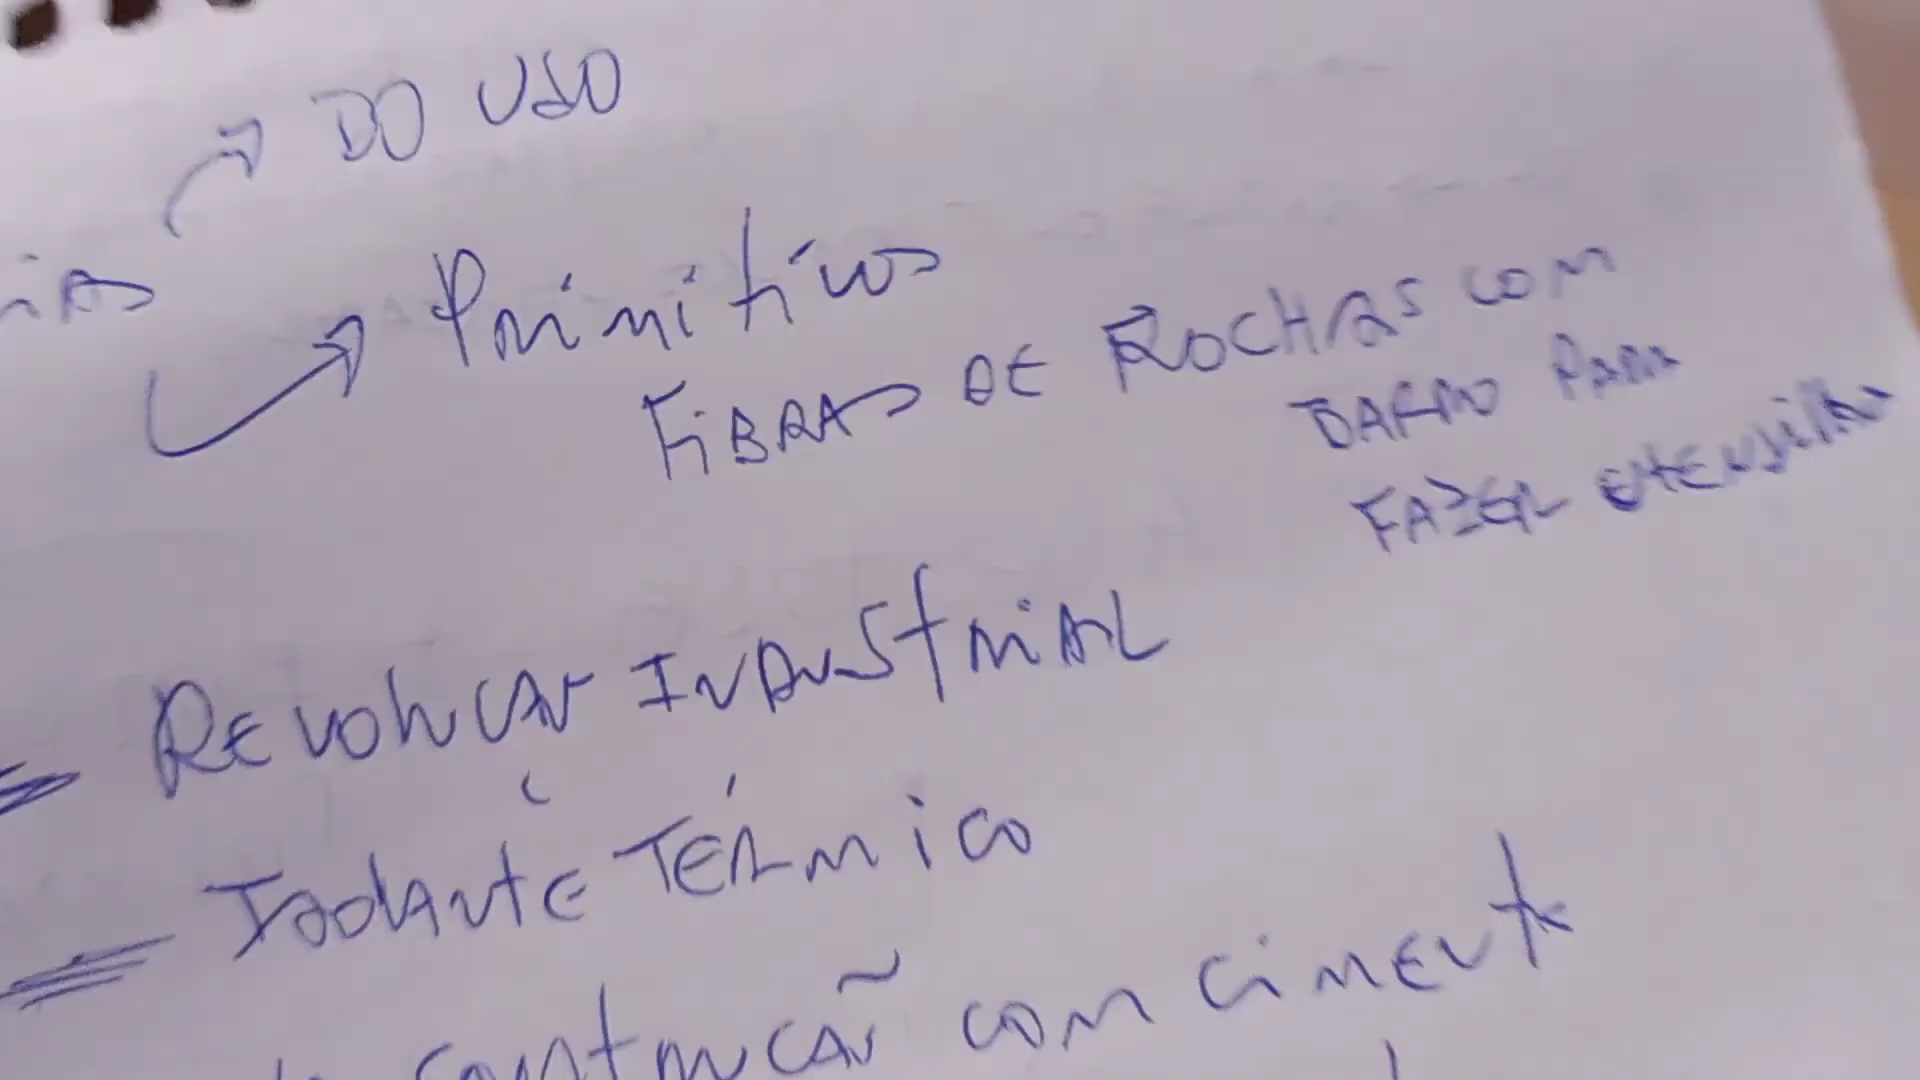 DO USO
Primitivos
FIBRAS DE ROCHAS COM
BARRO PARA
FAZER UTENSÍLIOS
REVOLUÇÃO INDUSTRIAL
ISOLANTE TÉRMICO
CONSTRUÇÃO COM CIMENTO